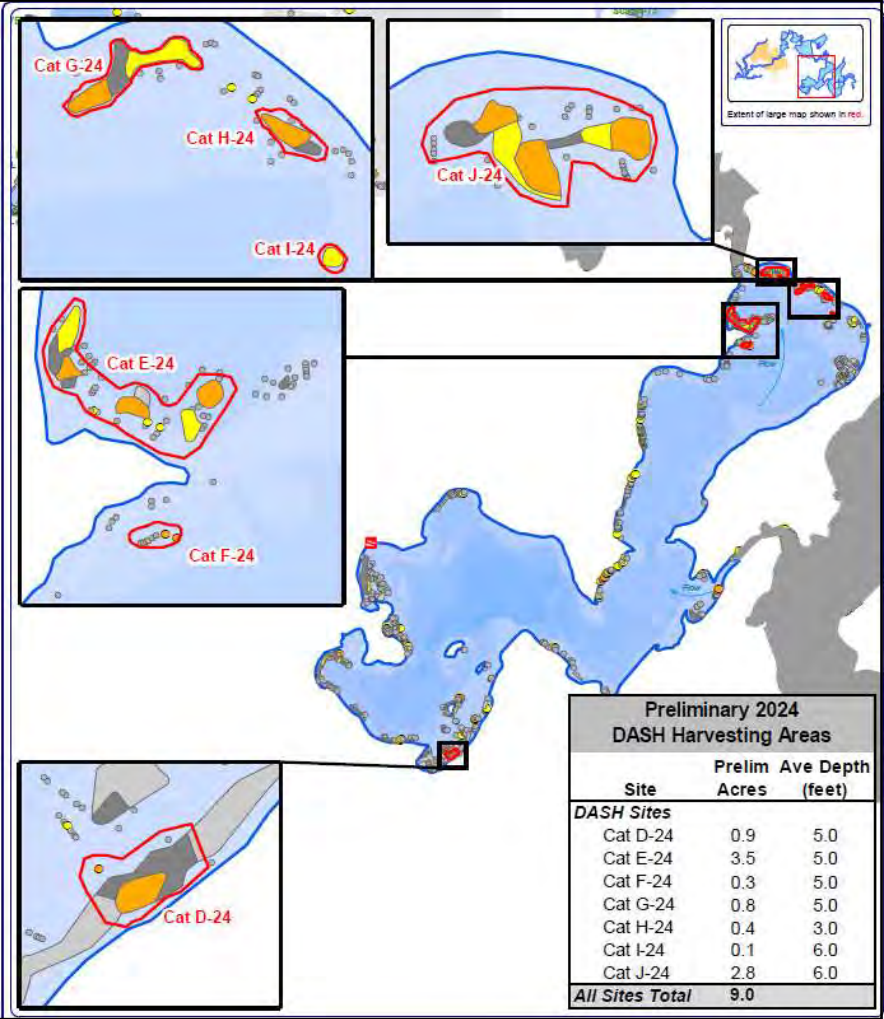 Cat G-24
Cat H-24
Cat I-24
Cat J-24
Extent of large map shown in red.
Cat E-24
Cat F-24
Flow
Flow
Cat D-24
Preliminary 2024
DASH Harvesting Areas
Site Prelim Acres Ave Depth (feet)
DASH Sites
Cat D-24 0.9 5.0
Cat E-24 3.5 5.0
Cat F-24 0.3 5.0
Cat G-24 0.8 5.0
Cat H-24 0.4 3.0
Cat I-24 0.1 6.0
Cat J-24 2.8 6.0
All Sites Total 9.0